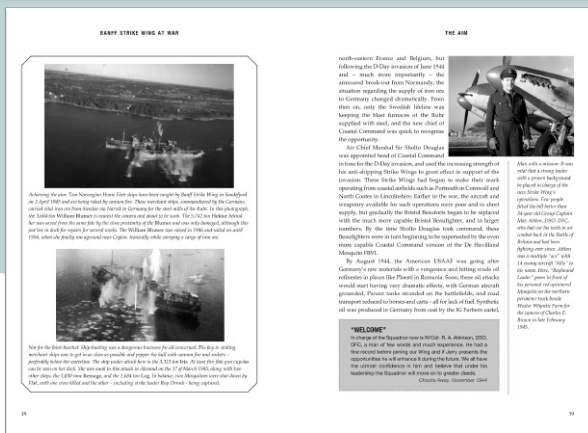 BANFF STRIKE WING AT WAR
Achieving the aim: Two Norwegian Home Fleet ships have been caught by Banff Strike Wing in Sandefjord
on 2 April 1945 and are being raked by cannon fire. These merchant ships, commandeered by the Germans,
carried vital iron ore from Swedish to Germany for the steel mills of the Ruhr. In this photograph,
the 3,604 ton William Blumer is nearest the camera and about to be sunk. The 5,742 ton Hektor behind
her was saved from the same fate by the close proximity of the Blumer and was only damaged, although this
put her in dock for repairs for several weeks. The William Blumer was raised in 1946 and sailed on until
1966, when she finally ran aground near Ceylon, ironically while carrying a cargo of iron ore.
Not for the faint-hearted: Ship-busting was a dangerous business for all concerned. The key to sinking
merchant ships was to get in as close as possible and pepper the hull with cannon fire and rockets –
preferably below the waterline. The ship under attack here is the 3,323 ton Iris. At least five flak gun cupolas
can be seen on her deck. She was sunk in this attack in Ålesund on the 17 of March 1945, along with two
other ships, the 1,830 tons Remage, and the 2,684 ton Log. In balance, two Mosquitoes were shot down by
Flak, with one crew killed and the other – including strike leader Roy Orrock – being captured.
18
THE AIM
north-eastern France and Belgium, but
following the D-Day invasion of June 1944
and – much more importantly – the
armoured break-out from Normandy, the
situation regarding the supply of iron ore
to Germany changed dramatically. From
then on, only the Swedish lifeline was
keeping the blast furnaces of the Ruhr
supplied with steel, and the new chief of
Coastal Command was quick to recognise
the opportunity.
Air Chief Marshal Sir Sholto Douglas
was appointed head of Coastal Command
in time for the D-Day invasion, and used the increasing strength of
his anti-shipping Strike Wings to great effect in support of the
invasion. These Strike Wings had begun to make their mark
operating from coastal airfields such as Portreath in Cornwall and
North Coates in Lincolnshire. Earlier in the war, the aircraft and
weaponry available for such operations were poor and in short
supply, but gradually the Bristol Beauforts began to be replaced
with the much more capable Bristol Beaufighter, and in larger
numbers. By the time Sholto Douglas took command, these
Beaufighters were in turn beginning to be superseded by the even
more capable Coastal Command version of the De Havilland
Mosquito FBVI.
By August 1944, the American USAAF was going after
Germany's raw materials with a vengeance and hitting crude oil
refineries in places like Ploesti in Romania. Soon, these oil attacks
would start having very dramatic effects, with German aircraft
grounded, Panzer tanks stranded on the battlefields, and road
transport reduced to horses and carts – all for lack of fuel. Synthetic
oil was produced in Germany from coal by the IG Farben cartel,
"WELCOME"
In charge of the Squadron now is W/Cdr. R. A. Atkinson, DSO,
DFC, a man of few words and much experience. He had a
fine record before joining our Wing and if Jerry presents the
opportunities he will enhance it during the future. We all have
the utmost confidence in him and believe that under his
leadership the Squadron will move on to greater deeds.
Chocks Away, November 1944
Man with a mission: It was
vital that a strong leader
with a proven background
be placed in charge of the
new Strike Wing's
operations. Few people
fitted the bill better than
34-year-old Group Captain
Max Aitken, DSO, DFC,
who had cut his teeth in air
combat back in the Battle of
Britain and had been
fighting ever since. Aitken
was a multiple "ace" with
14 enemy aircraft "kills" to
his name. Here, "Boybrand
Leader" poses in front of
his personal red-spinnered
Mosquito on the northern
perimeter track beside
Wester Whyntie Farm for
the camera of Charles E.
Brown in late February
1945.
19